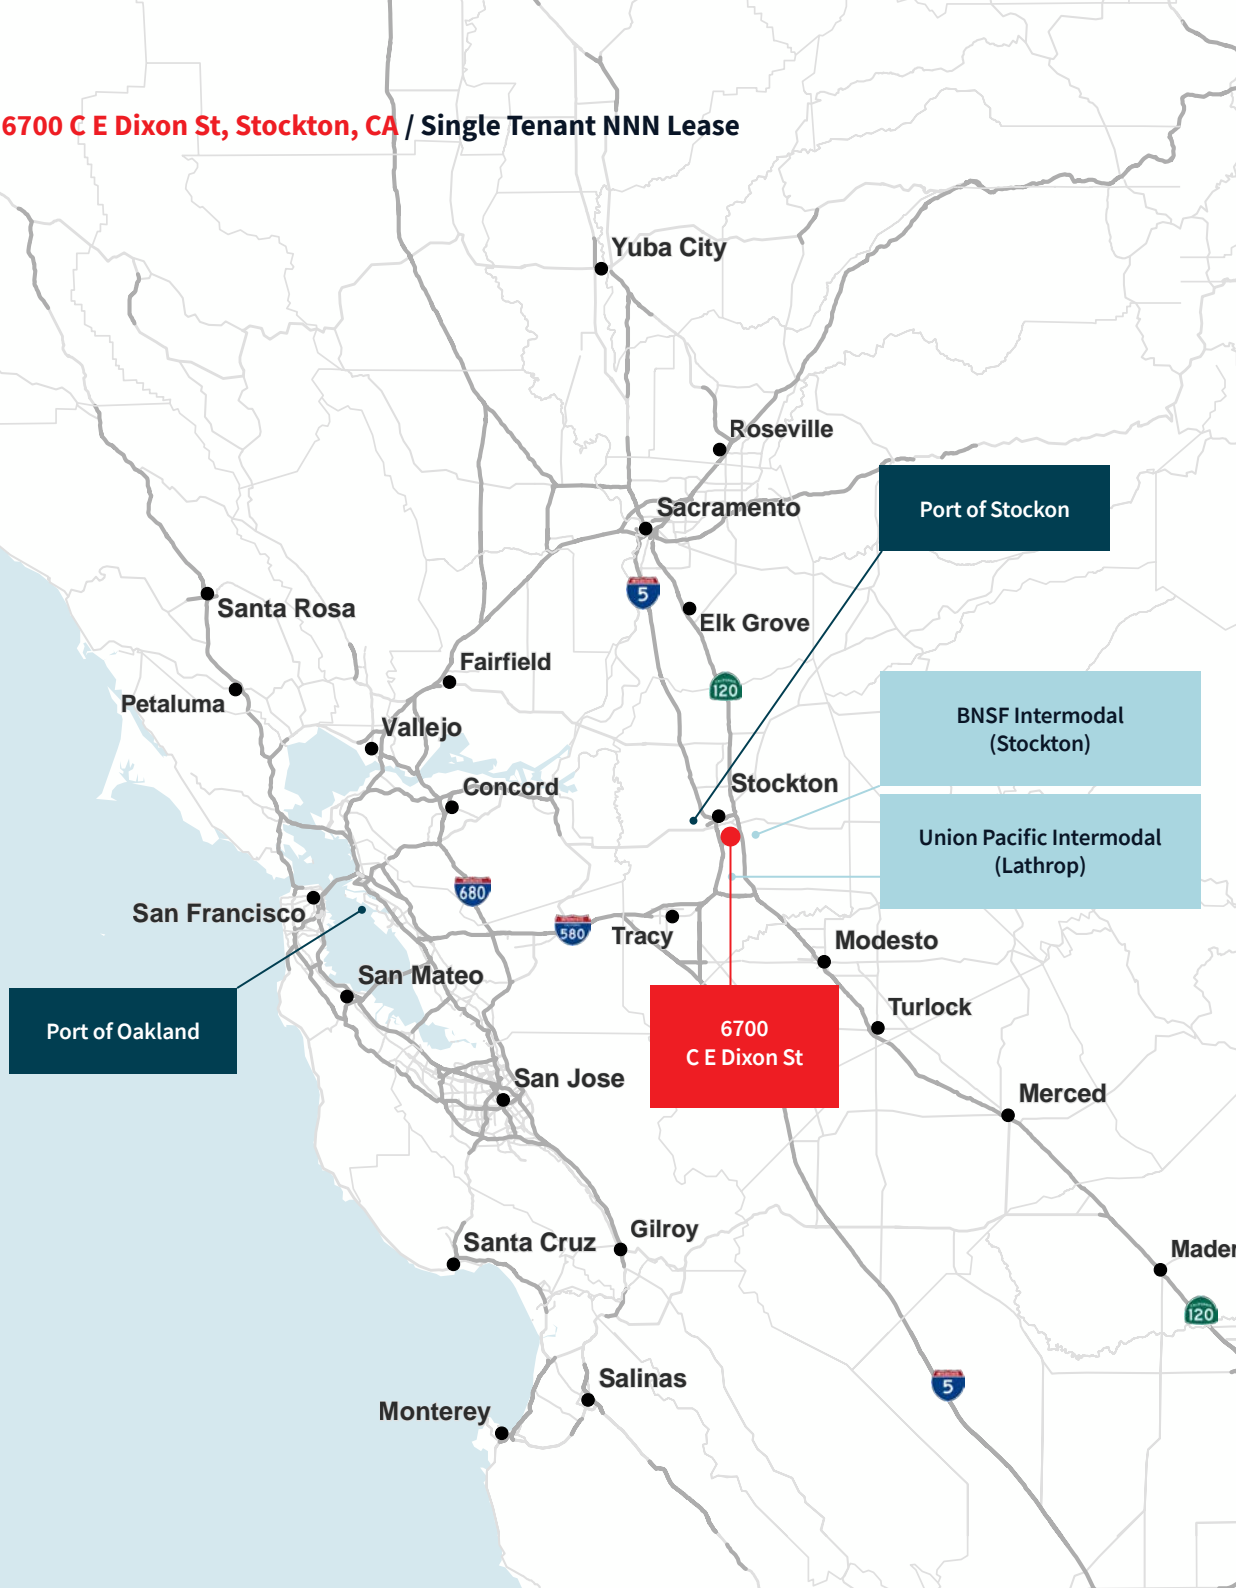 6700 C E Dixon St, Stockton, CA / Single Tenant NNN Lease
Yuba City
Roseville
Sacramento
Port of Stockon
5
Santa Rosa
Elk Grove
Fairfield
120
Petaluma
Vallejo
BNSF Intermodal
(Stockton)
Concord
Stockton
Union Pacific Intermodal
(Lathrop)
680
San Francisco
580
Tracy
Modesto
San Mateo
Turlock
Port of Oakland
6700
C E Dixon St
San Jose
Merced
Gilroy
Santa Cruz
Mader
120
Salinas
5
Monterey